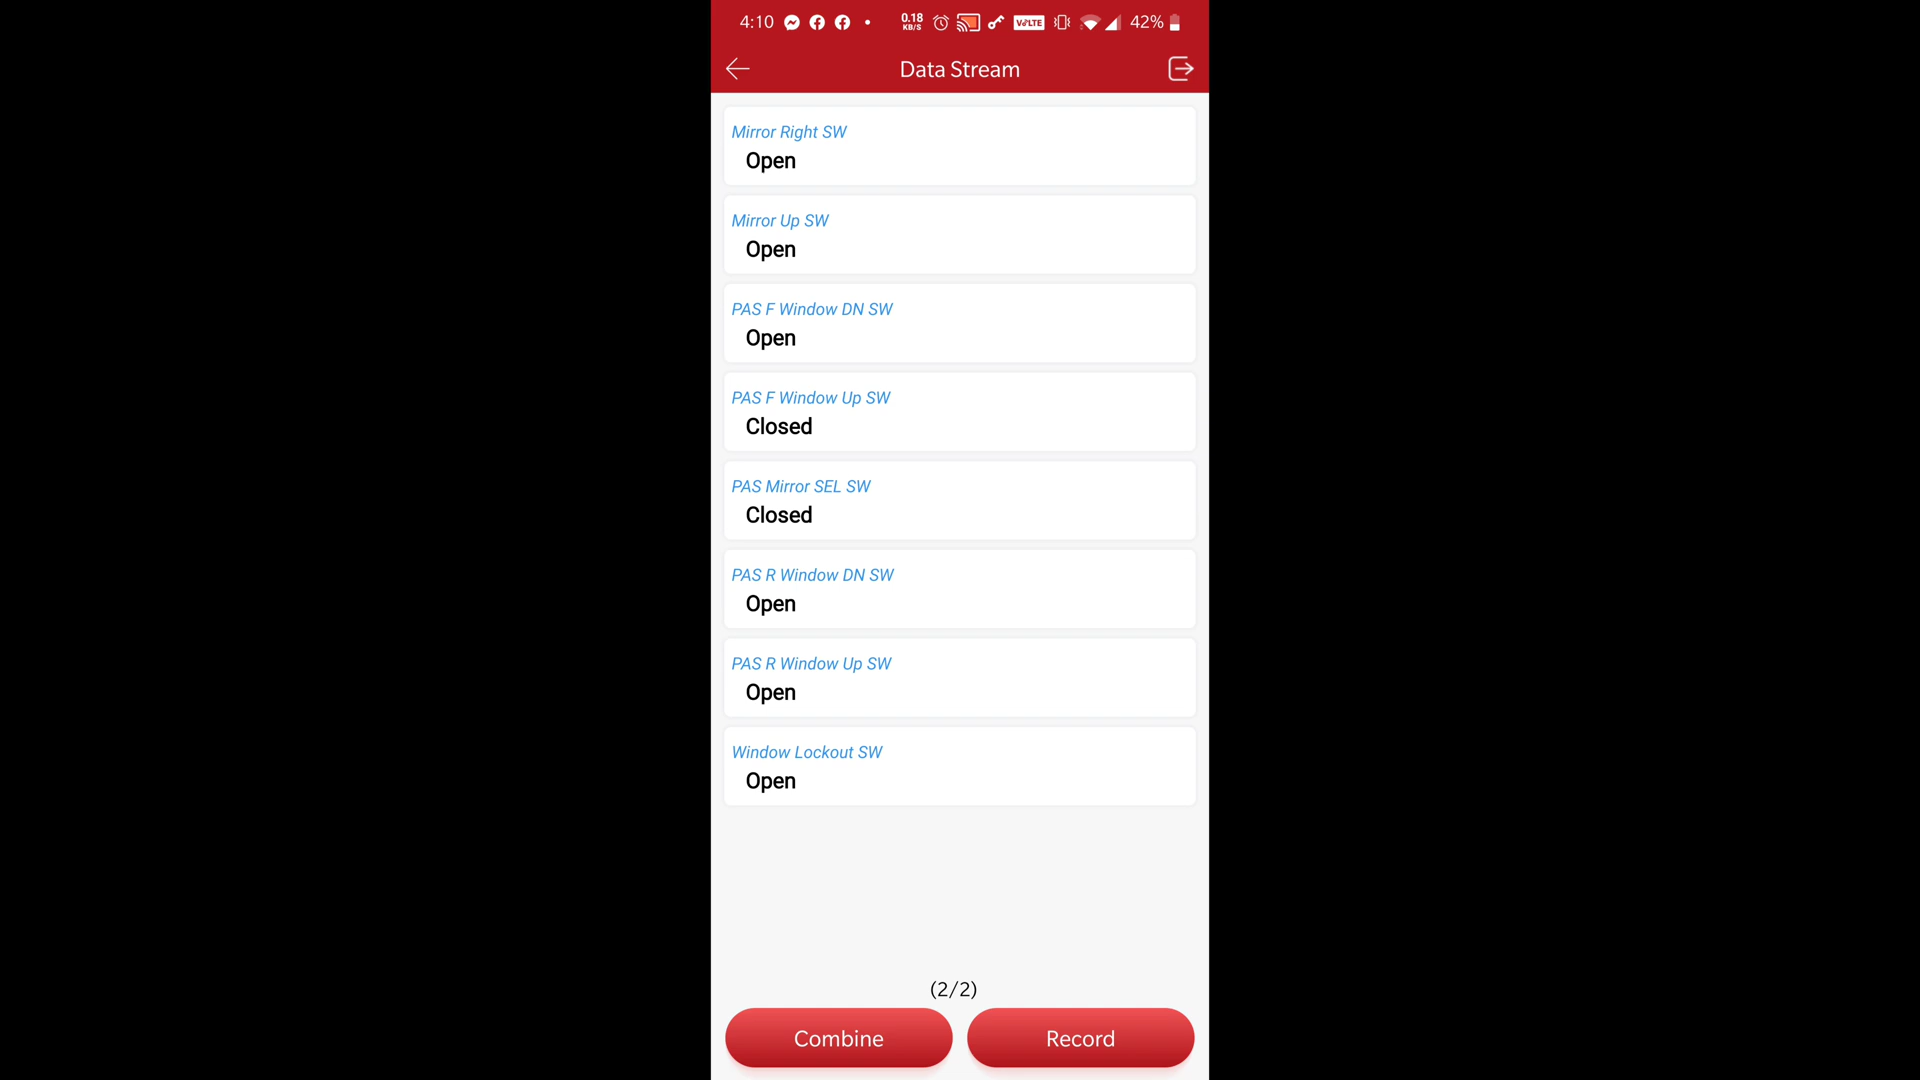 4:10 0.18 KB/S VoLTE 42%
Data Stream
Mirror Right SW
Open
Mirror Up SW
Open
PAS F Window DN SW
Open
PAS F Window Up SW
Closed
PAS Mirror SEL SW
Closed
PAS R Window DN SW
Open
PAS R Window Up SW
Open
Window Lockout SW
Open
(2/2)
Combine Record